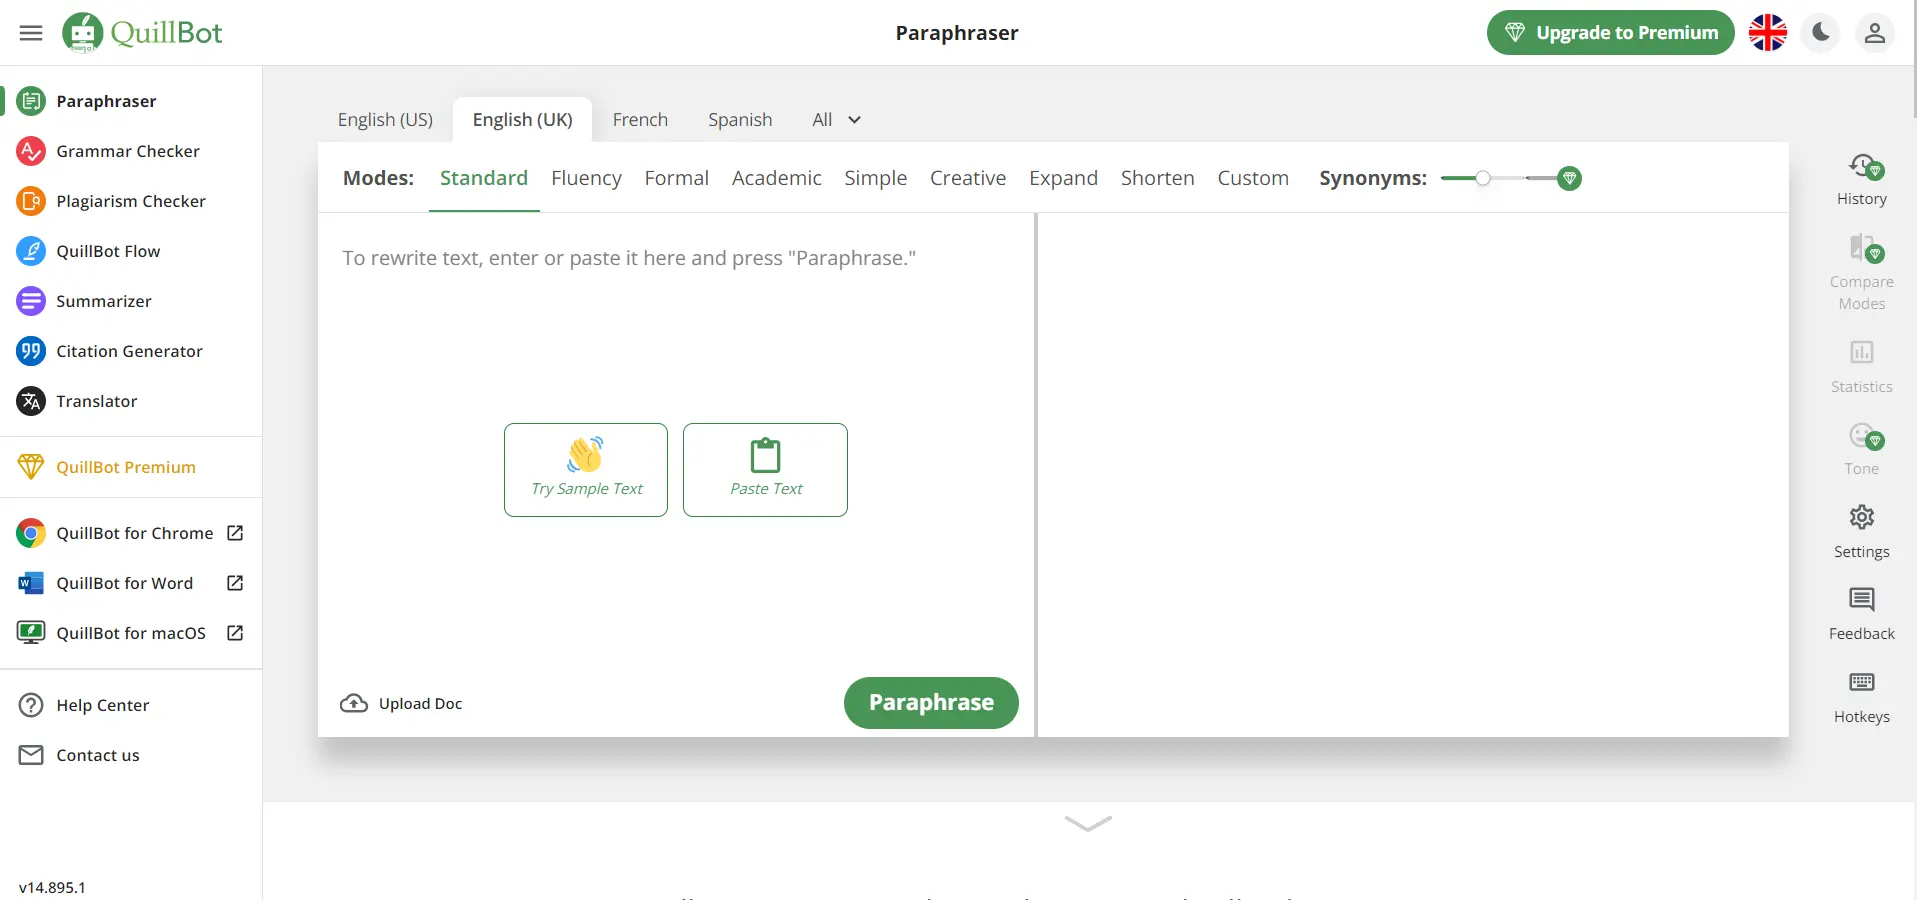 QuillBot
Paraphraser
Upgrade to Premium
Paraphraser
Grammar Checker
Plagiarism Checker
QuillBot Flow
Summarizer
Citation Generator
Translator
QuillBot Premium
QuillBot for Chrome
QuillBot for Word
QuillBot for macOS
Help Center
Contact us
v14.895.1
English (US) English (UK) French Spanish All
Modes: Standard Fluency Formal Academic Simple Creative Expand Shorten Custom Synonyms:
To rewrite text, enter or paste it here and press "Paraphrase."
Try Sample Text
Paste Text
Upload Doc
Paraphrase
History
Compare
Modes
Statistics
Tone
Settings
Feedback
Hotkeys